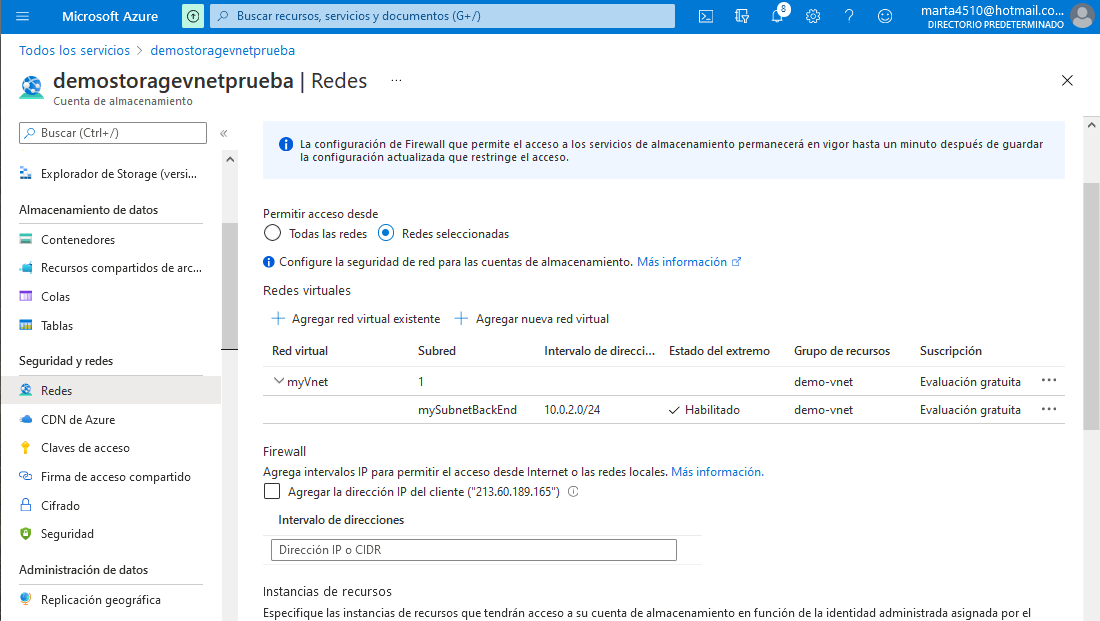 Microsoft Azure
Buscar recursos, servicios y documentos (G+/)
8
marta4510@hotmail.co...
DIRECTORIO PREDETERMINADO
Todos los servicios > demostoragevnetprueba
demostoragevnetprueba | Redes ...
Cuenta de almacenamiento
Buscar (Ctrl+/)
«
Explorador de Storage (versi...
Almacenamiento de datos
Contenedores
Recursos compartidos de arc...
Colas
Tablas
Seguridad y redes
Redes
CDN de Azure
Claves de acceso
Firma de acceso compartido
Cifrado
Seguridad
Administración de datos
Replicación geográfica
La configuración de Firewall que permite el acceso a los servicios de almacenamiento permanecerá en vigor hasta un minuto después de guardar
la configuración actualizada que restringe el acceso.
Permitir acceso desde
Todas las redes Redes seleccionadas
Configure la seguridad de red para las cuentas de almacenamiento. Más información
Redes virtuales
Agregar red virtual existente Agregar nueva red virtual
Red virtual Subred Intervalo de direcci... Estado del extremo Grupo de recursos Suscripción
myVnet 1 demo-vnet Evaluación gratuita ...
mySubnetBackEnd 10.0.2.0/24 Habilitado demo-vnet Evaluación gratuita ...
Firewall
Agrega intervalos IP para permitir el acceso desde Internet o las redes locales. Más información.
Agregar la dirección IP del cliente ("213.60.189.165")
Intervalo de direcciones
Dirección IP o CIDR
Instancias de recursos
Especifique las instancias de recursos que tendrán acceso a su cuenta de almacenamiento en función de la identidad administrada asignada por el